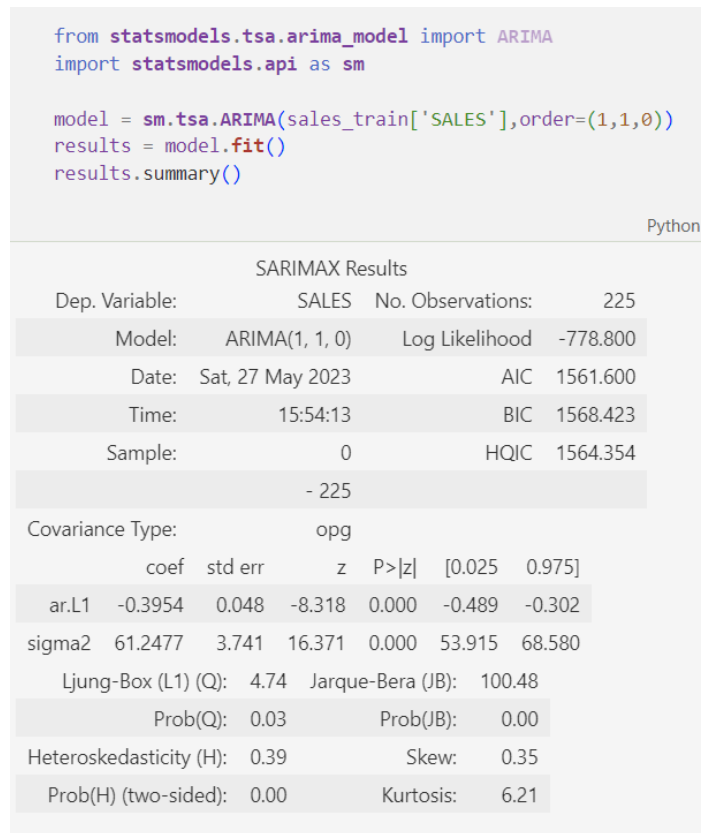 from statsmodels.tsa.arima_model import ARIMA
import statsmodels.api as sm
model = sm.tsa.ARIMA(sales_train['SALES'],order=(1,1,0))
results = model.fit()
results.summary()
Python
SARIMAX Results
Dep. Variable: SALES No. Observations: 225
Model: ARIMA(1, 1, 0) Log Likelihood -778.800
Date: Sat, 27 May 2023 AIC 1561.600
Time: 15:54:13 BIC 1568.423
Sample: 0 HQIC 1564.354
- 225
Covariance Type: opg
coef std err z P>|z| [0.025 0.975]
ar.L1 -0.3954 0.048 -8.318 0.000 -0.489 -0.302
sigma2 61.2477 3.741 16.371 0.000 53.915 68.580
Ljung-Box (L1) (Q): 4.74 Jarque-Bera (JB): 100.48
Prob(Q): 0.03 Prob(JB): 0.00
Heteroskedasticity (H): 0.39 Skew: 0.35
Prob(H) (two-sided): 0.00 Kurtosis: 6.21